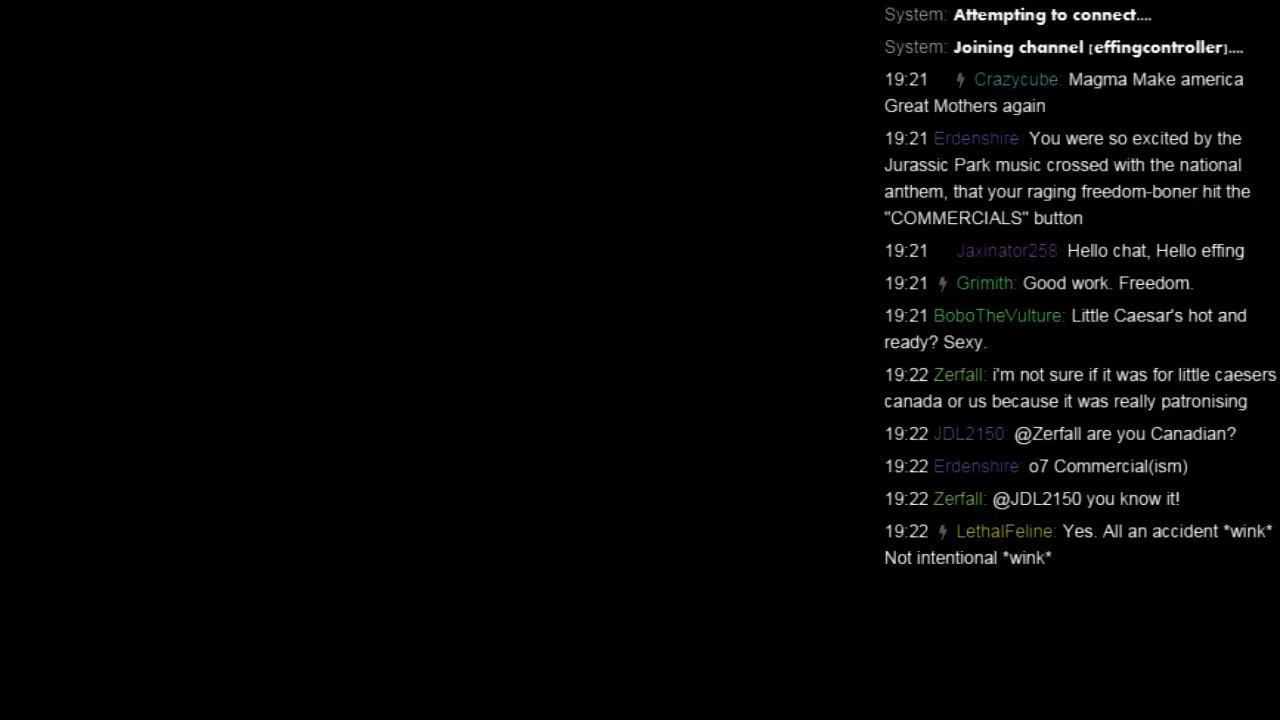 System: Attempting to connect....
System: Joining channel [effingcontroller]....
19:21 Crazycube: Magma Make america
Great Mothers again
19:21 Erdenshire: You were so excited by the
Jurassic Park music crossed with the national
anthem, that your raging freedom-boner hit the
"COMMERCIALS" button
19:21 Jaxinator258: Hello chat, Hello effing
19:21 Grimith: Good work. Freedom.
19:21 BoboTheVulture: Little Caesar's hot and
ready? Sexy.
19:22 Zerfall: i'm not sure if it was for little caesers
canada or us because it was really patronising
19:22 JDL2150: @Zerfall are you Canadian?
19:22 Erdenshire: o7 Commercial(ism)
19:22 Zerfall: @JDL2150 you know it!
19:22 LethalFeline: Yes. All an accident *wink*
Not intentional *wink*